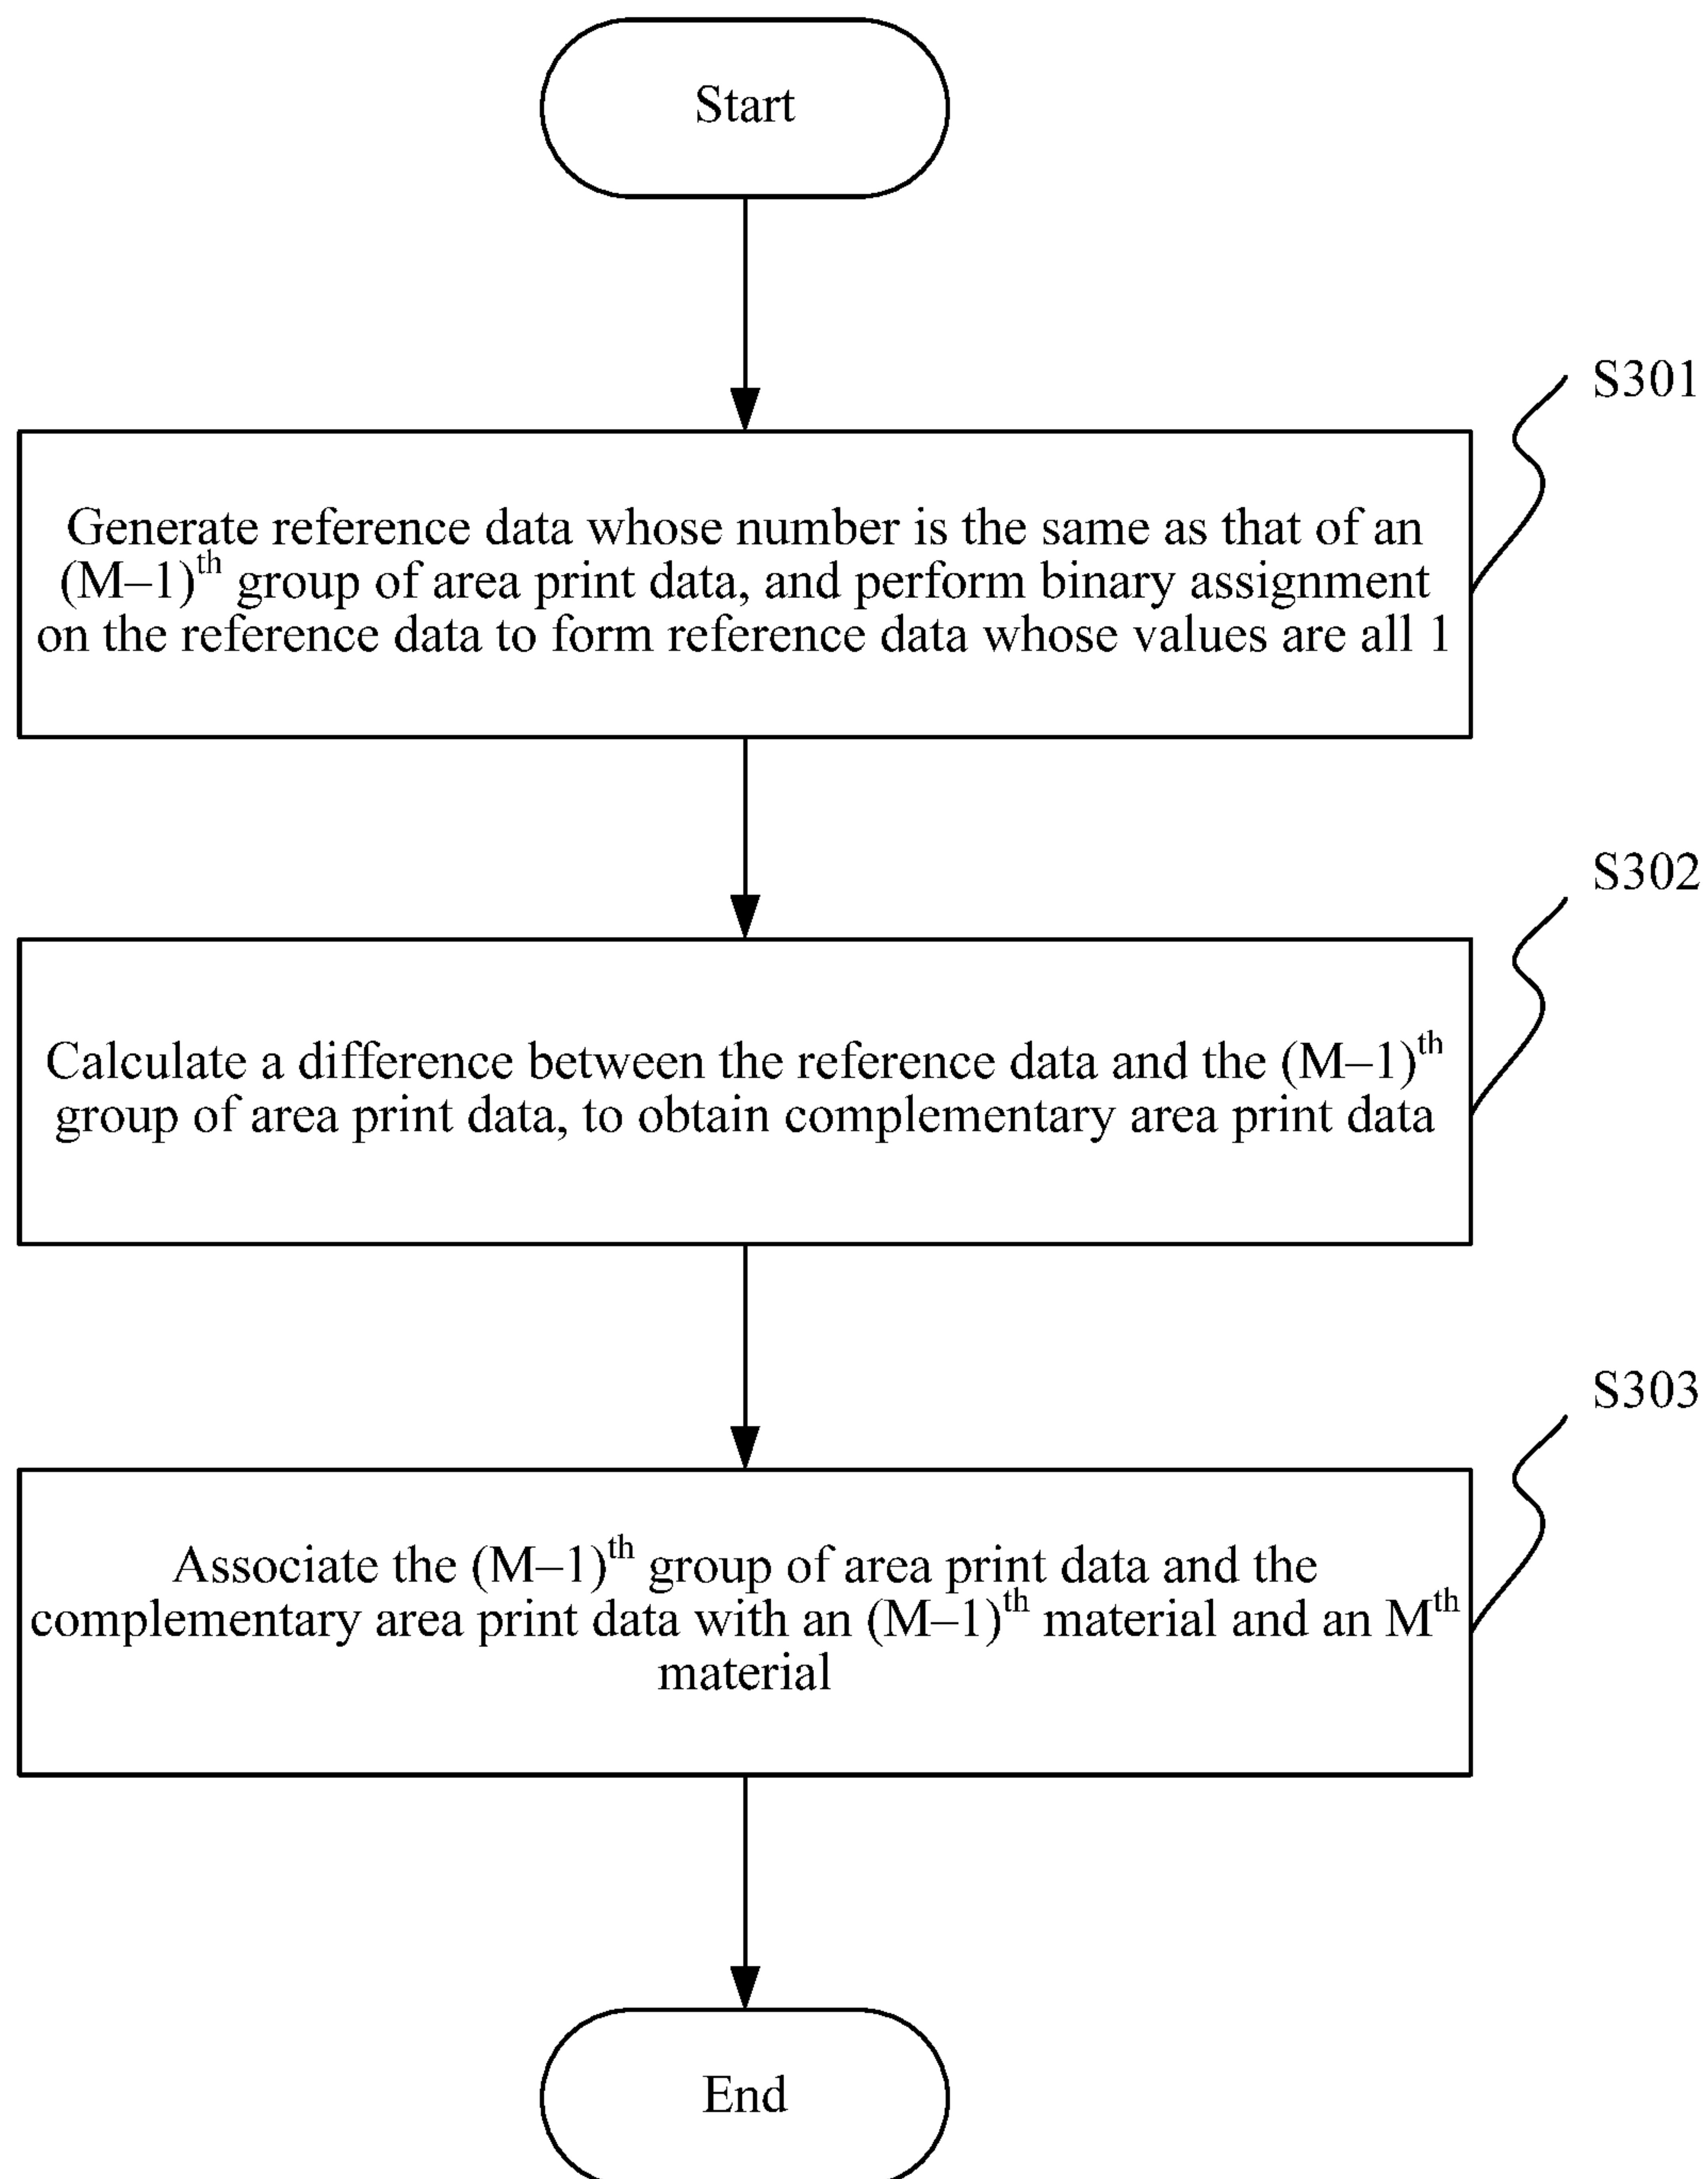 Start
S301
Generate reference data whose number is the same as that of an
(M–1)th group of area print data, and perform binary assignment
on the reference data to form reference data whose values are all 1
S302
Calculate a difference between the reference data and the (M–1)th
group of area print data, to obtain complementary area print data
S303
Associate the (M–1)th group of area print data and the
complementary area print data with an (M–1)th material and an Mth
material
End